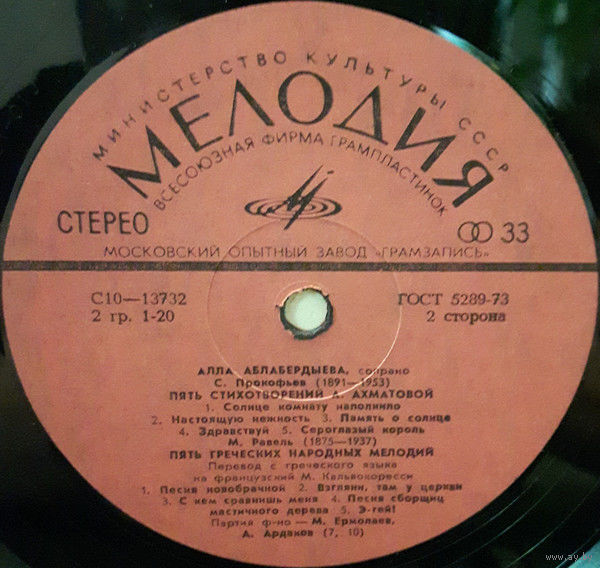 МИНИСТЕРСТВО КУЛЬТУРЫ СССР
МЕЛОДИЯ
ВСЕСОЮЗНАЯ ФИРМА ГРАМПЛАСТИНОК
СТЕРЕО
33
МОСКОВСКИЙ ОПЫТНЫЙ ЗАВОД «ГРАМЗАПИСЬ»
С10—13732
ГОСТ 5289-73
2 гр. 1-20
2 сторона
АЛЛА АБЛАБЕРДЫЕВА, сопрано
С. Прокофьев (1891—1953)
ПЯТЬ СТИХОТВОРЕНИЙ А. АХМАТОВОЙ
1. Солнце комнату наполнило
2. Настоящую нежность 3. Память о солнце
4. Здравствуй 5. Сероглазый король
М. Равель (1875—1937)
ПЯТЬ ГРЕЧЕСКИХ НАРОДНЫХ МЕЛОДИЙ
Перевод с греческого языка
на французский М. Кальвокоресси
1. Песня новобрачной 2. Взгляни, там у церкви
3. С кем сравнишь меня 4. Песня сборщиц
мастичного дерева 5. Э-гей!
Партия ф-но — М. Ермолаев,
А. Ардаков (7, 10)